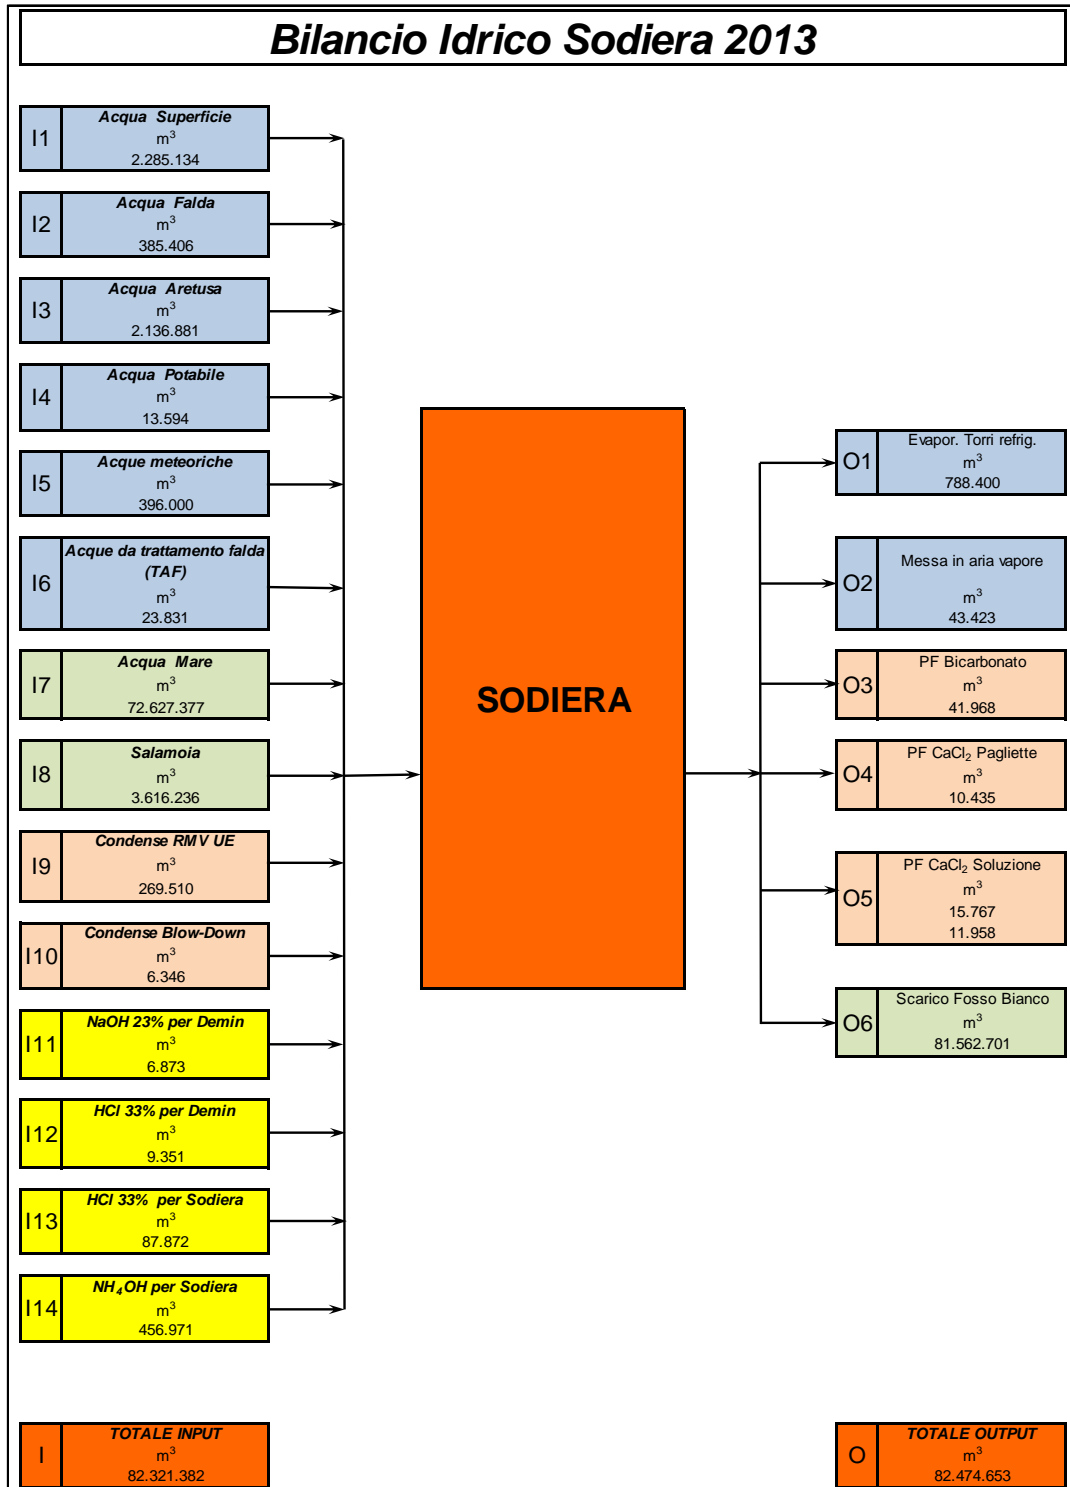 Bilancio Idrico Sodiera 2013
I1
Acqua Superficie
m³
2.285.134
I2
Acqua Falda
m³
385.406
I3
Acqua Aretusa
m³
2.136.881
I4
Acqua Potabile
m³
13.594
I5
Acque meteoriche
m³
396.000
I6
Acque da trattamento falda
(TAF)
m³
23.831
I7
Acqua Mare
m³
72.627.377
I8
Salamoia
m³
3.616.236
I9
Condense RMV UE
m³
269.510
I10
Condense Blow-Down
m³
6.346
I11
NaOH 23% per Demin
m³
6.873
I12
HCl 33% per Demin
m³
9.351
I13
HCl 33% per Sodiera
m³
87.872
I14
NH₄OH per Sodiera
m³
456.971
SODIERA
O1
Evapor. Torri refrig.
m³
788.400
O2
Messa in aria vapore
m³
43.423
O3
PF Bicarbonato
m³
41.968
O4
PF CaCl₂ Pagliette
m³
10.435
O5
PF CaCl₂ Soluzione
m³
15.767
11.958
O6
Scarico Fosso Bianco
m³
81.562.701
I
TOTALE INPUT
m³
82.321.382
O
TOTALE OUTPUT
m³
82.474.653